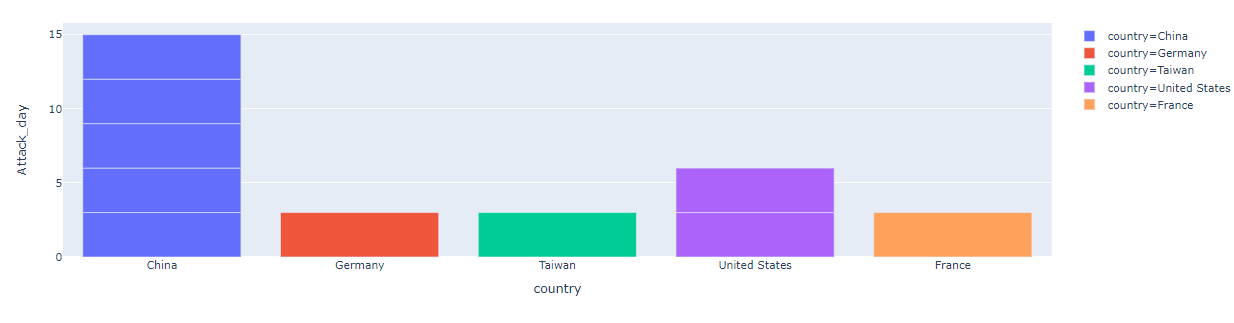 15
10
5
0
Attack_day
China
Germany
Taiwan
United States
France
country
country=China
country=Germany
country=Taiwan
country=United States
country=France